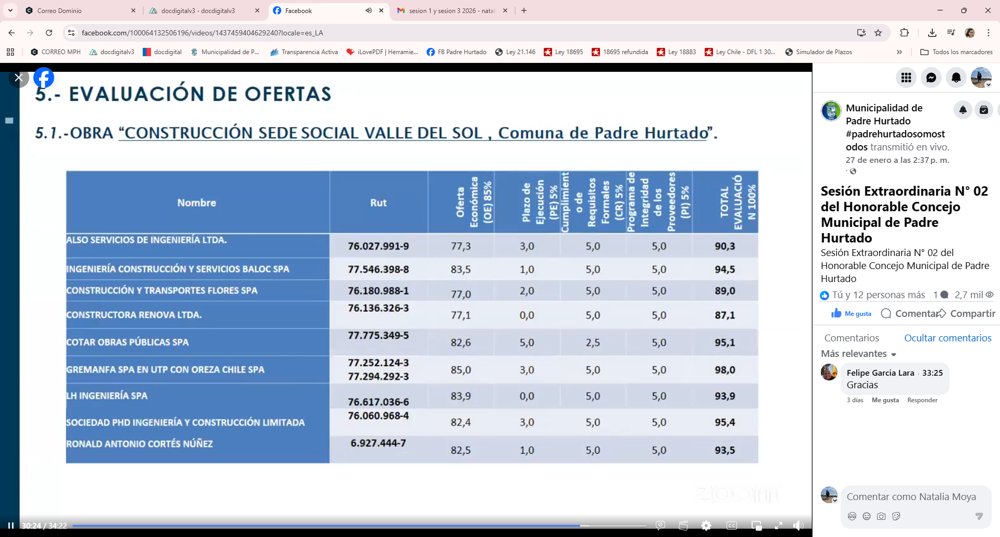 Correo Dominio
docdigitalv3 - docdigitalv3
Facebook
sesion 1 y sesion 3 2026 - natal
facebook.com/100064132506196/videos/1437459404629240?locale=es_LA
CORREO MPH
docdigitalv3
docdigital
Municipalidad de P...
Transparencia Activa
iLovePDF | Herramie...
FB Padre Hurtado
Ley 21.146
Ley 18695
18695 refundida
Ley 18883
Ley Chile - DFL 1 30...
Simulador de Plazos
Todos los marcadores
5.- EVALUACIÓN DE OFERTAS
5.1.-OBRA “CONSTRUCCIÓN SEDE SOCIAL VALLE DEL SOL , Comuna de Padre Hurtado”.
Nombre
Rut
Oferta
Económica
(OE) 85%
Plazo de
Ejecución
(PE) 5%
Cumplimient
o de
Requisitos
Formales
(CR) 5%
Programa de
Integridad
de los
Proveedores
(PI) 5%
TOTAL
EVALUACIÓ
N 100%
ALSO SERVICIOS DE INGENIERÍA LTDA. 76.027.991-9 77,3 3,0 5,0 5,0 90,3
INGENIERÍA CONSTRUCCIÓN Y SERVICIOS BALOC SPA 77.546.398-8 83,5 1,0 5,0 5,0 94,5
CONSTRUCCIÓN Y TRANSPORTES FLORES SPA 76.180.988-1 77,0 2,0 5,0 5,0 89,0
CONSTRUCTORA RENOVA LTDA. 76.136.326-3 77,1 0,0 5,0 5,0 87,1
COTAR OBRAS PÚBLICAS SPA 77.775.349-5 82,6 5,0 2,5 5,0 95,1
GREMANFA SPA EN UTP CON OREZA CHILE SPA 77.252.124-3
77.294.292-3 85,0 3,0 5,0 5,0 98,0
LH INGENIERÍA SPA 76.617.036-6 83,9 0,0 5,0 5,0 93,9
SOCIEDAD PHD INGENIERÍA Y CONSTRUCCIÓN LIMITADA 76.060.968-4 82,4 3,0 5,0 5,0 95,4
RONALD ANTONIO CORTÉS NÚÑEZ 6.927.444-7 82,5 1,0 5,0 5,0 93,5
zoom
30:24 / 34:22
Municipalidad de
Padre Hurtado
#padrehurtadosomost
odos transmitió en vivo.
27 de enero a las 2:37 p. m.
·
Sesión Extraordinaria N° 02
del Honorable Concejo
Municipal de Padre
Hurtado
Sesión Extraordinaria N° 02 del
Honorable Concejo Municipal de Padre
Hurtado
Tú y 12 personas más 1 2,7 mil
Me gusta Comentar Compartir
Comentarios Ocultar comentarios
Más relevantes
Felipe Garcia Lara · 33:25
Gracias
3 días Me gusta Responder
Comentar como Natalia Moya